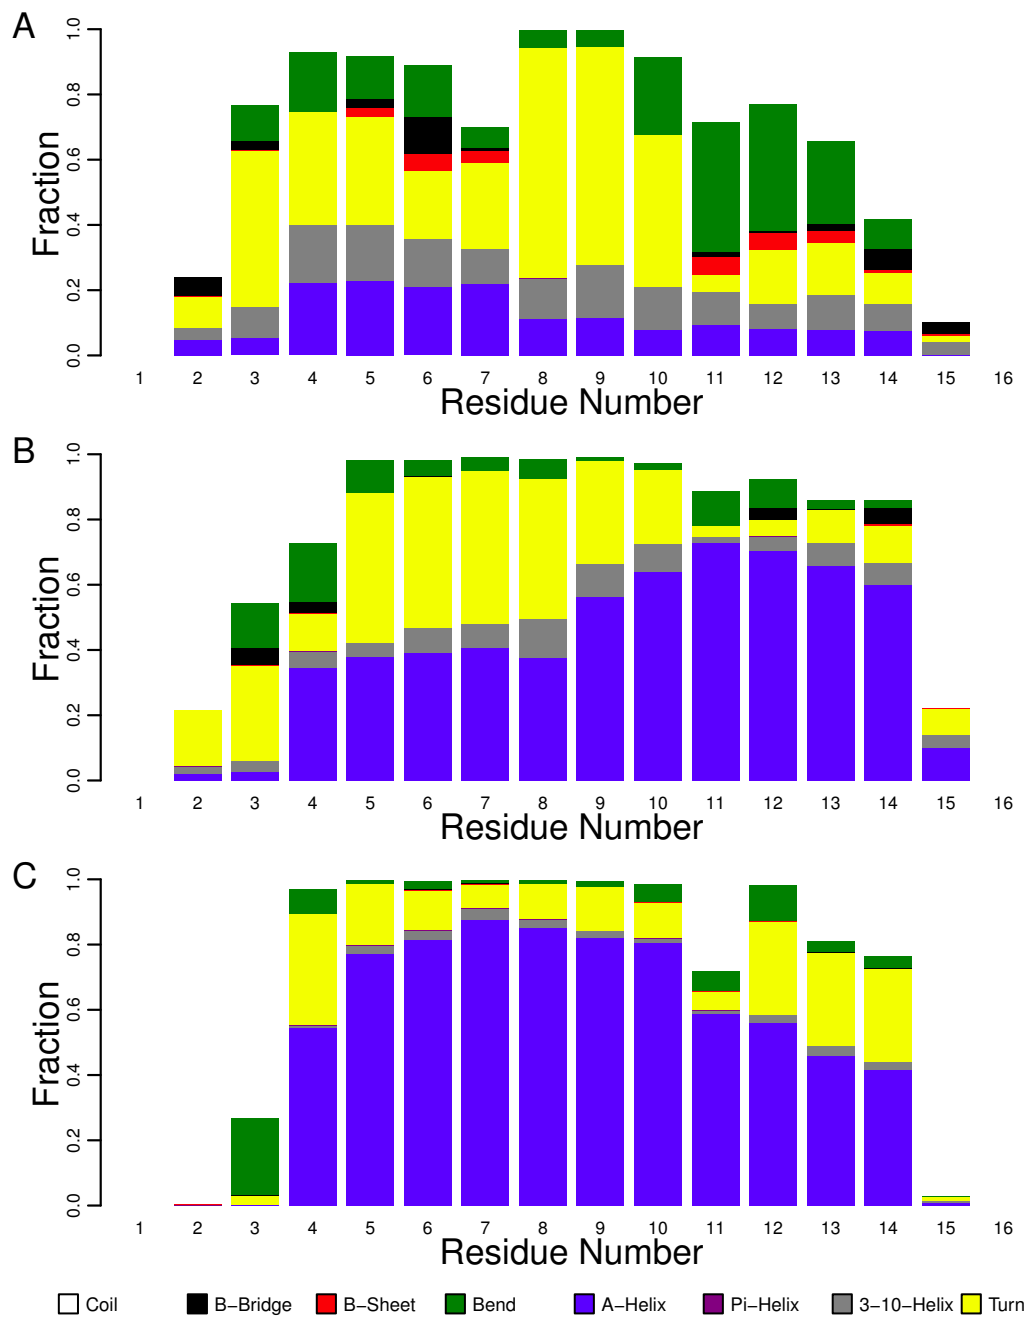 A
Fraction
0.0 0.2 0.4 0.6 0.8 1.0
1 2 3 4 5 6 7 8 9 10 11 12 13 14 15 16
Residue Number
B
Fraction
0.0 0.2 0.4 0.6 0.8 1.0
1 2 3 4 5 6 7 8 9 10 11 12 13 14 15 16
Residue Number
C
Fraction
0.0 0.2 0.4 0.6 0.8 1.0
1 2 3 4 5 6 7 8 9 10 11 12 13 14 15 16
Residue Number
Coil B−Bridge B−Sheet Bend A−Helix Pi−Helix 3−10−Helix Turn